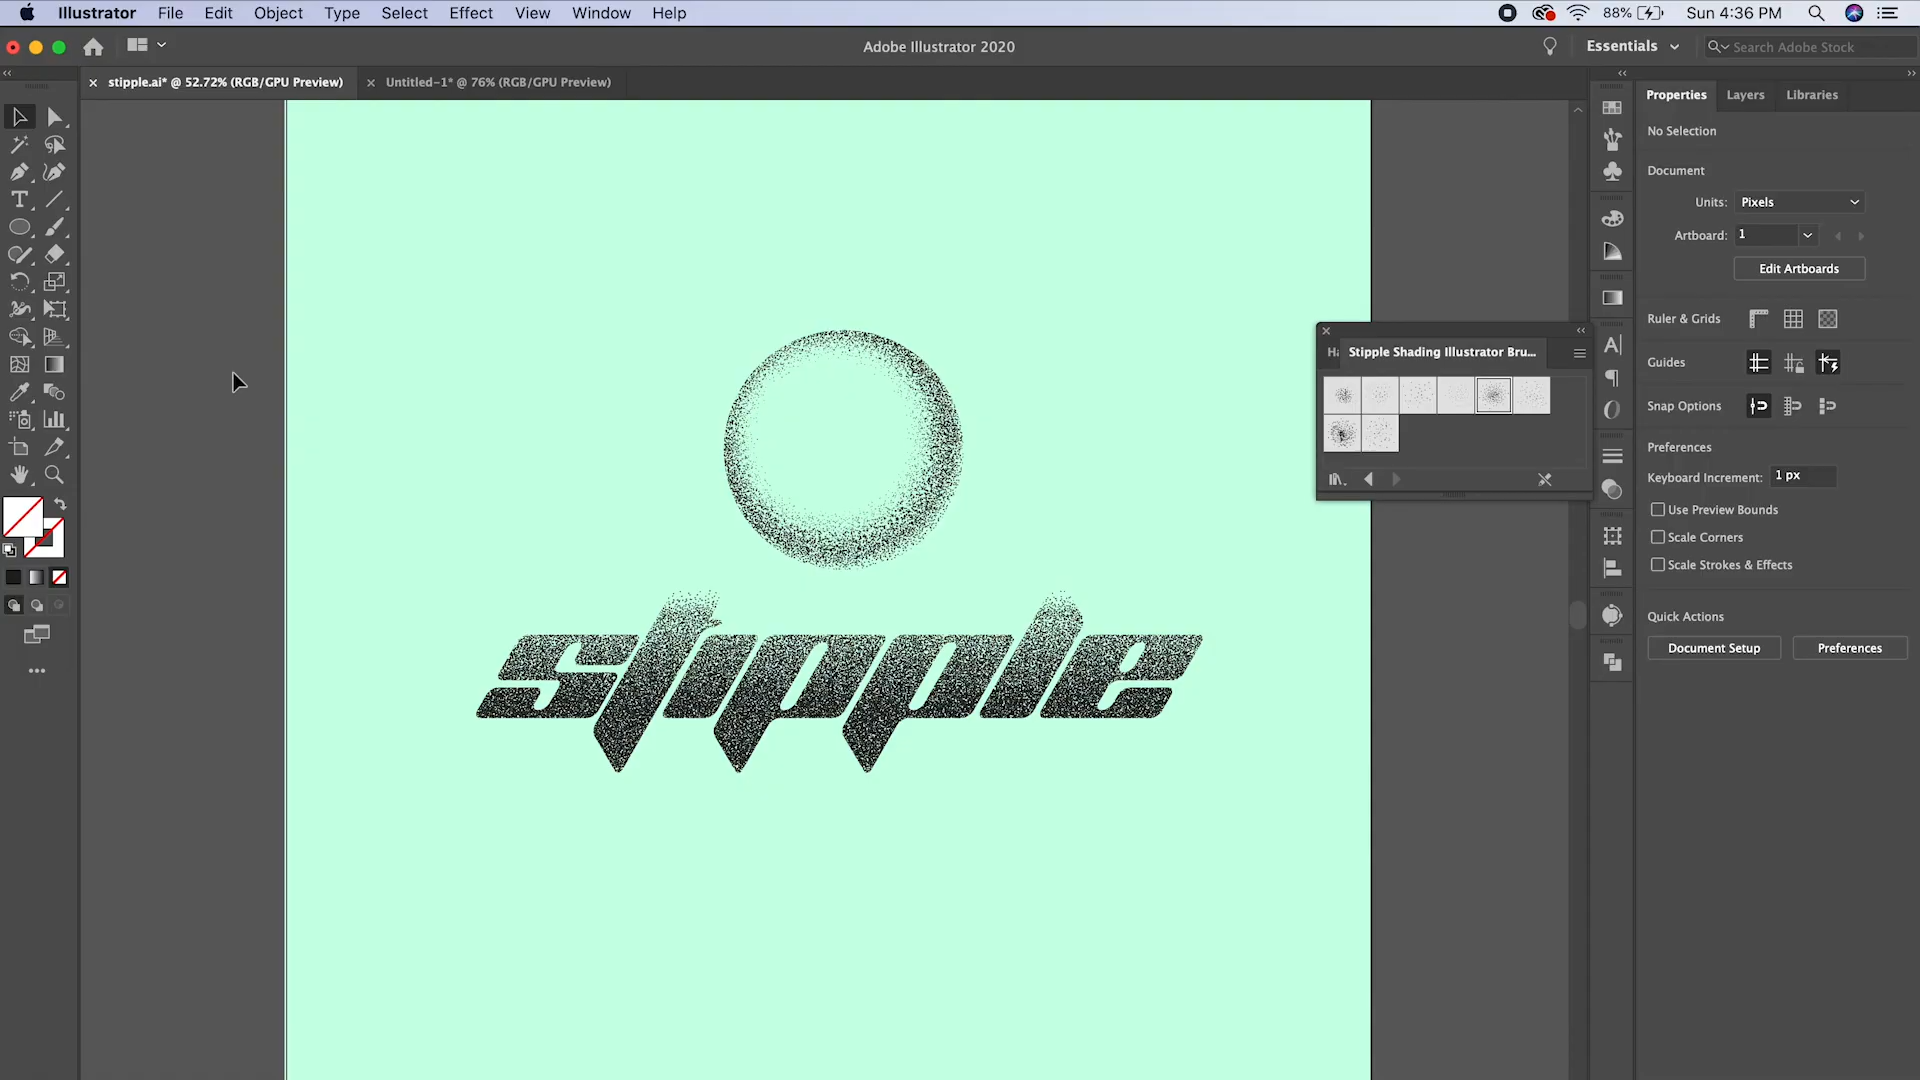 Illustrator File Edit Object Type Select Effect View Window Help 88% Sun 4:36 PM
Adobe Illustrator 2020 Essentials Search Adobe Stock
stipple.ai* @ 52.72% (RGB/GPU Preview) Untitled-1* @ 76% (RGB/GPU Preview)
Properties Layers Libraries
No Selection
Document
Units: Pixels
Artboard: 1
Edit Artboards
Ruler & Grids
Guides
Snap Options
Preferences
Keyboard Increment: 1 px
Use Preview Bounds
Scale Corners
Scale Strokes & Effects
Quick Actions
Document Setup Preferences
Ha Stipple Shading Illustrator Bru...
stipple